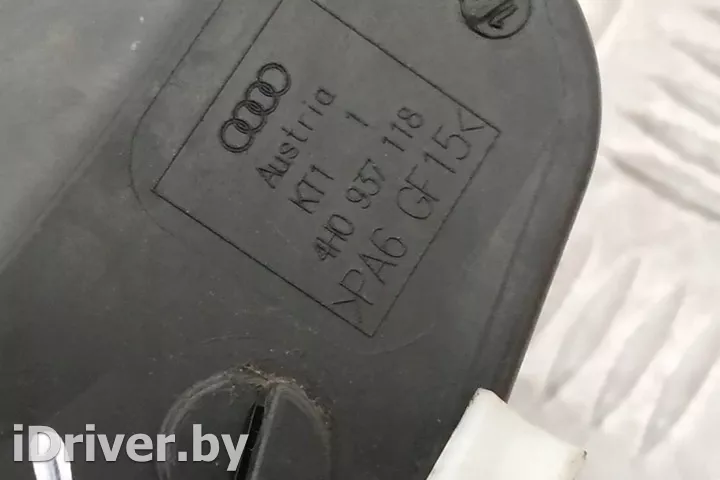 Austria
KT1 1
4H0 937 118
>PA6 GF15<
iDriver.by